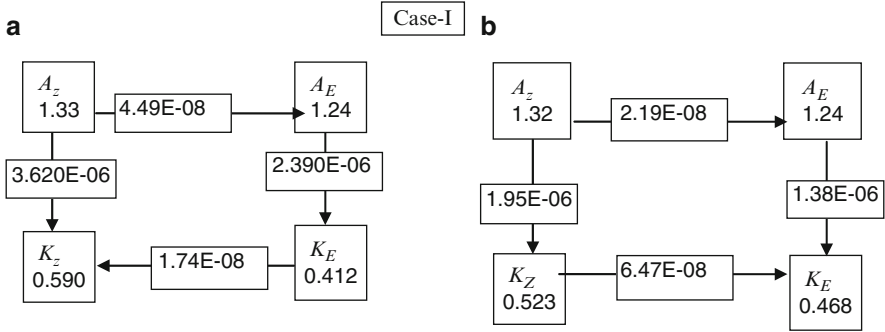 Case-I
a
A_z
1.33
4.49E-08
A_E
1.24
3.620E-06
2.390E-06
K_z
0.590
1.74E-08
K_E
0.412
b
A_z
1.32
2.19E-08
A_E
1.24
1.95E-06
1.38E-06
K_Z
0.523
6.47E-08
K_E
0.468